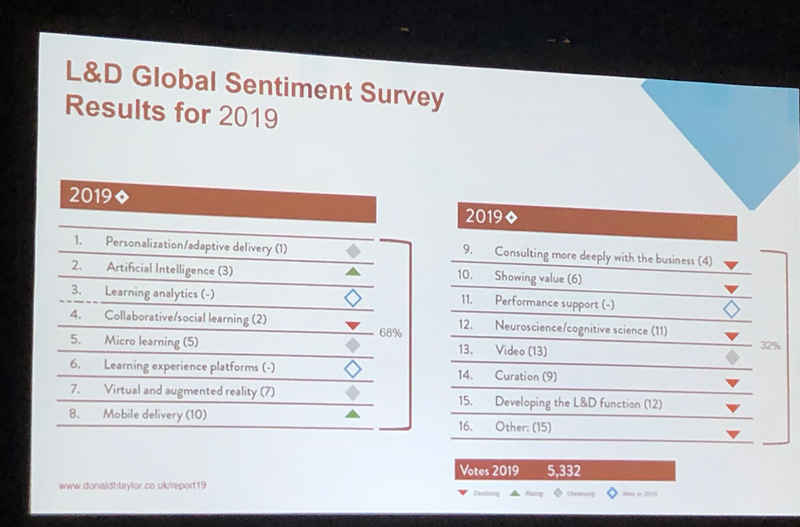 L&D Global Sentiment Survey
Results for 2019
2019
1. Personalization/adaptive delivery (1)
2. Artificial Intelligence (3)
3. Learning analytics (-)
4. Collaborative/social learning (2)
5. Micro learning (5)
6. Learning experience platforms (-)
7. Virtual and augmented reality (7)
8. Mobile delivery (10)
68%
2019
9. Consulting more deeply with the business (4)
10. Showing value (6)
11. Performance support (-)
12. Neuroscience/cognitive science (11)
13. Video (13)
14. Curation (9)
15. Developing the L&D function (12)
16. Other: (15)
32%
Votes 2019 5,332
Declining Rising Unmoving New in 2019
www.donaldhtaylor.co.uk/report19